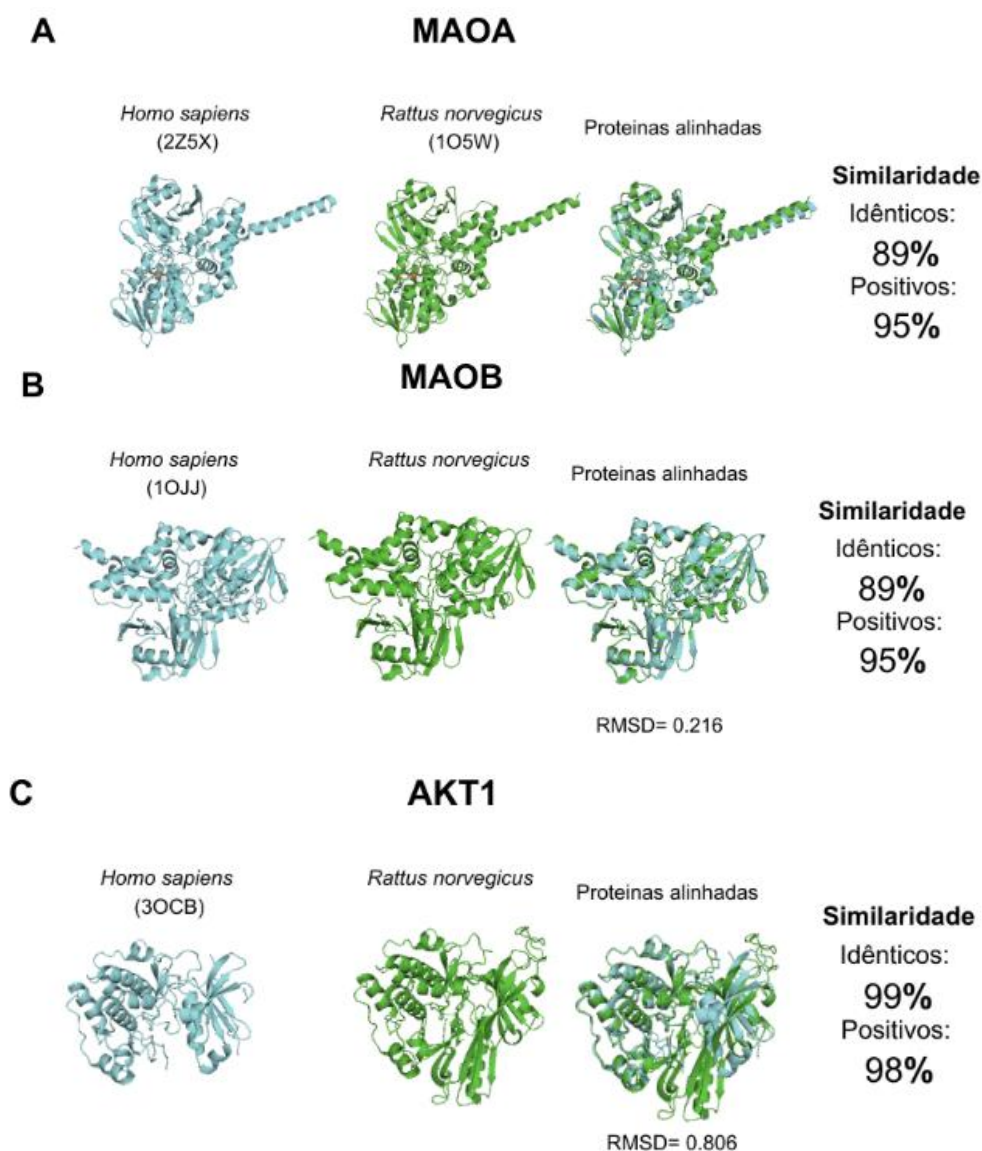 A
MAOA
Homo sapiens
(2Z5X)
Rattus norvegicus
(1O5W)
Proteinas alinhadas
Similaridade
Idênticos:
89%
Positivos:
95%
B
MAOB
Homo sapiens
(1OJJ)
Rattus norvegicus
Proteinas alinhadas
Similaridade
Idênticos:
89%
Positivos:
95%
RMSD= 0.216
C
AKT1
Homo sapiens
(3OCB)
Rattus norvegicus
Proteinas alinhadas
Similaridade
Idênticos:
99%
Positivos:
98%
RMSD= 0.806